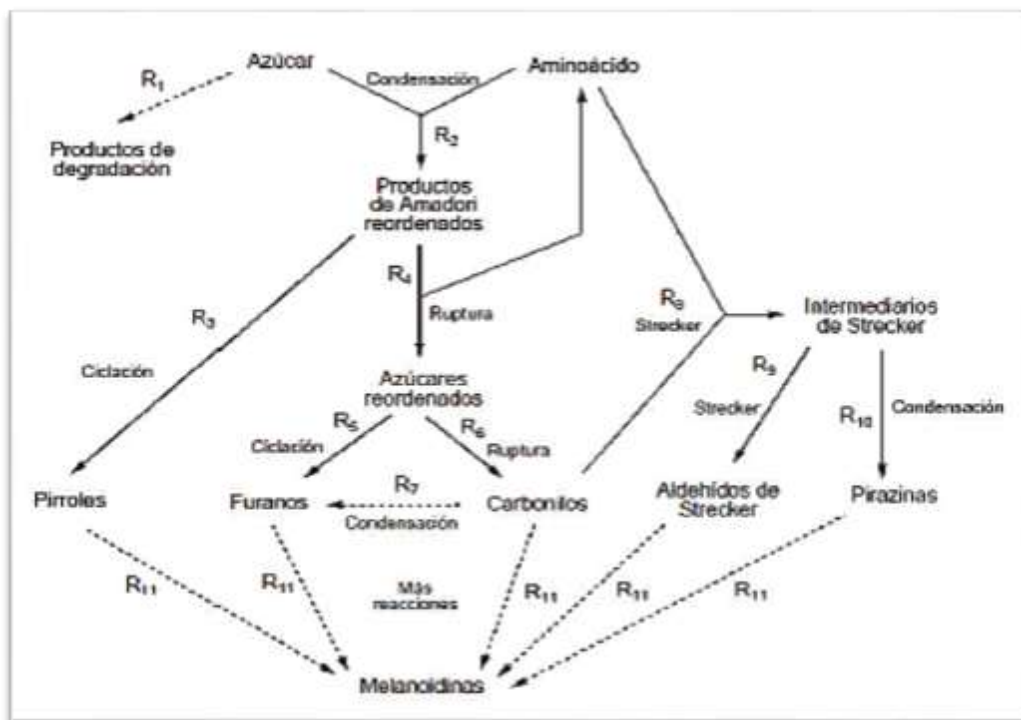 Azúcar
Condensación
Aminoácido
R1
R2
Productos de
degradación
Productos
de Amadori
reordenados
R4
R3
Ruptura
R8
Strecker
Intermediarios
de Strecker
Ciclación
Azúcares
reordenados
R9
Strecker
R10
Condensación
R5
Ciclación
R6
Ruptura
Pirroles
Furanos
R7
Condensación
Carbonilos
Aldehídos de
Strecker
Pirazinas
R11
R11
Más
reacciones
R11
R11
R11
Melanoidinas